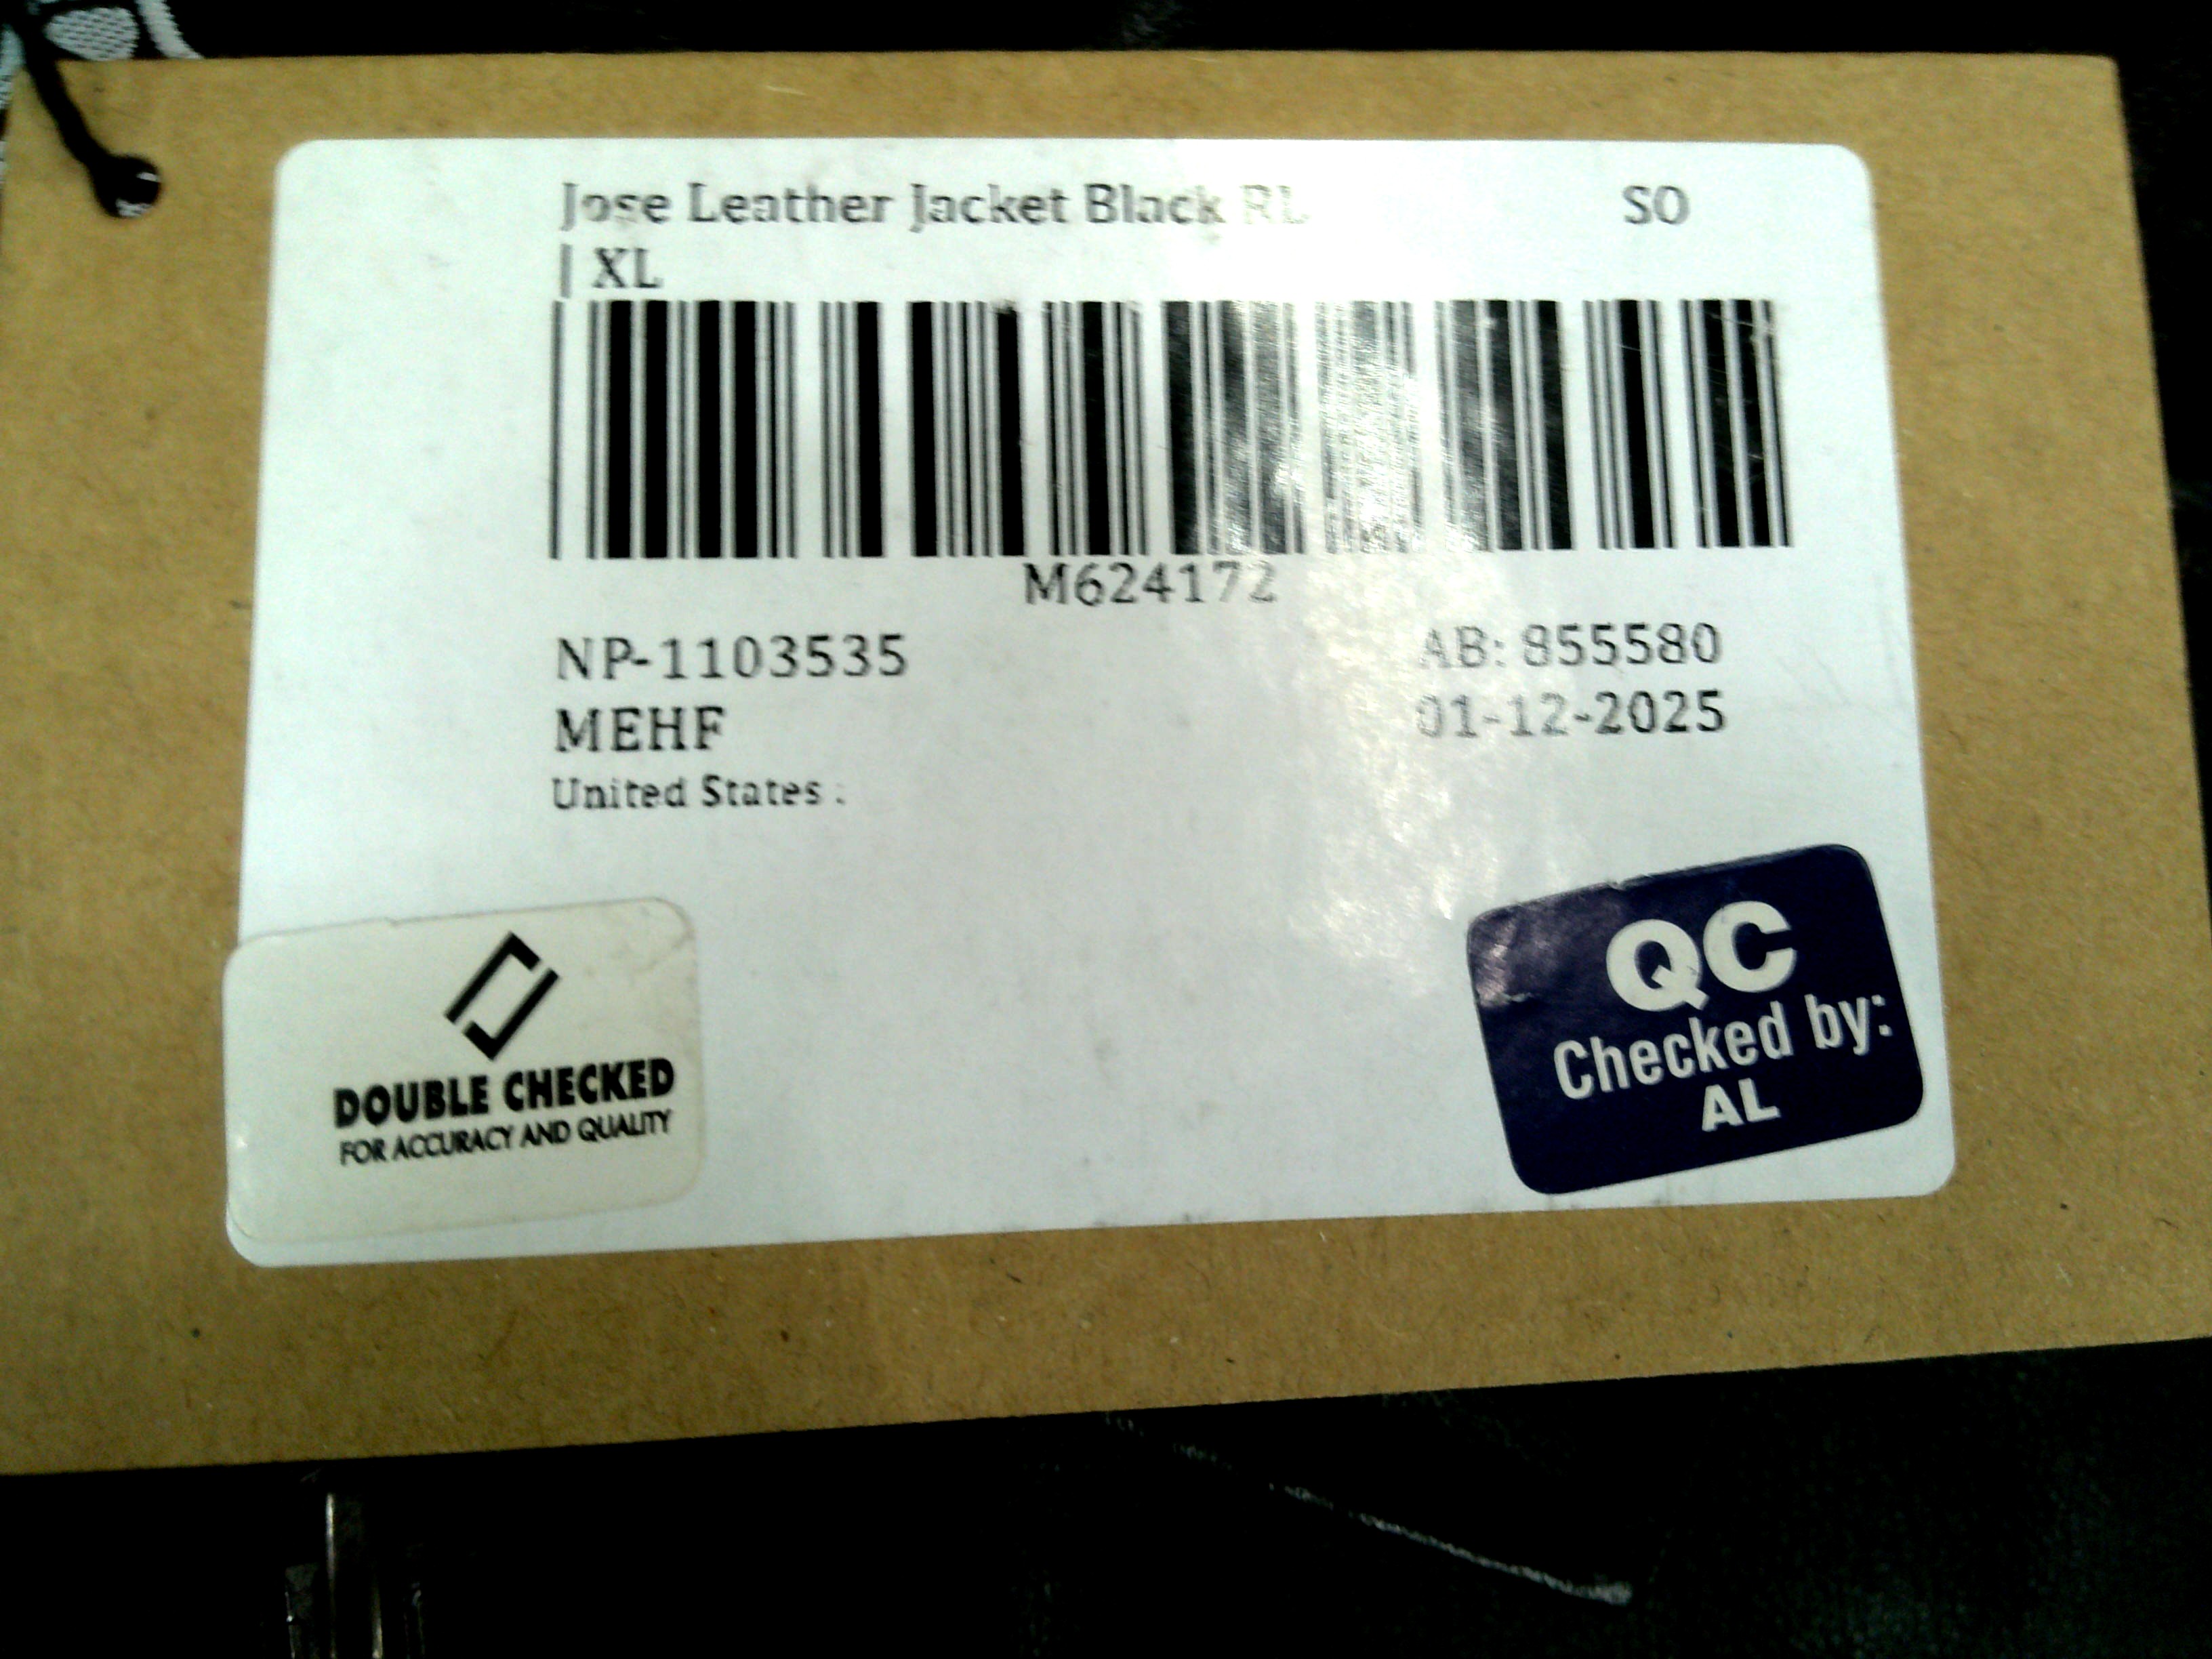 Jose Leather Jacket Black RL SO
| XL
M624172
NP-1103535 AB: 855580
MEHF 01-12-2025
United States :
DOUBLE CHECKED
FOR ACCURACY AND QUALITY
QC
Checked by:
AL